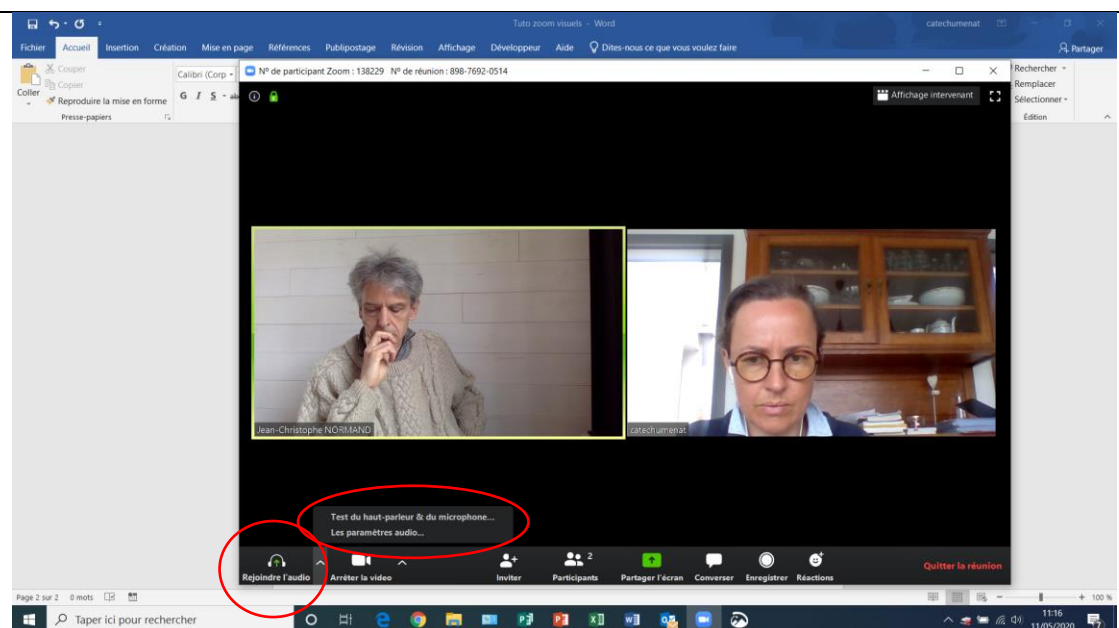 Tuto zoom visuels - Word
catechumenat
Fichier Accueil Insertion Création Mise en page Références Publipostage Révision Affichage Développeur Aide Dites-nous ce que vous voulez faire Partager
Couper
Copier
Coller
Reproduire la mise en forme
Presse-papiers
Calibri (Corp
G I S
Rechercher
Remplacer
Sélectionner
Édition
N° de participant Zoom : 138229 N° de réunion : 898-7692-0514
Affichage intervenant
Jean-Christophe NORMAND
catechumenat
Test du haut-parleur & du microphone...
Les paramètres audio...
2
Rejoindre l'audio Arrêter la video Inviter Participants Partager l'écran Converser Enregistrer Réactions
Quitter la réunion
Page 2 sur 2 0 mots
100 %
Taper ici pour rechercher
11:16
11/05/2020